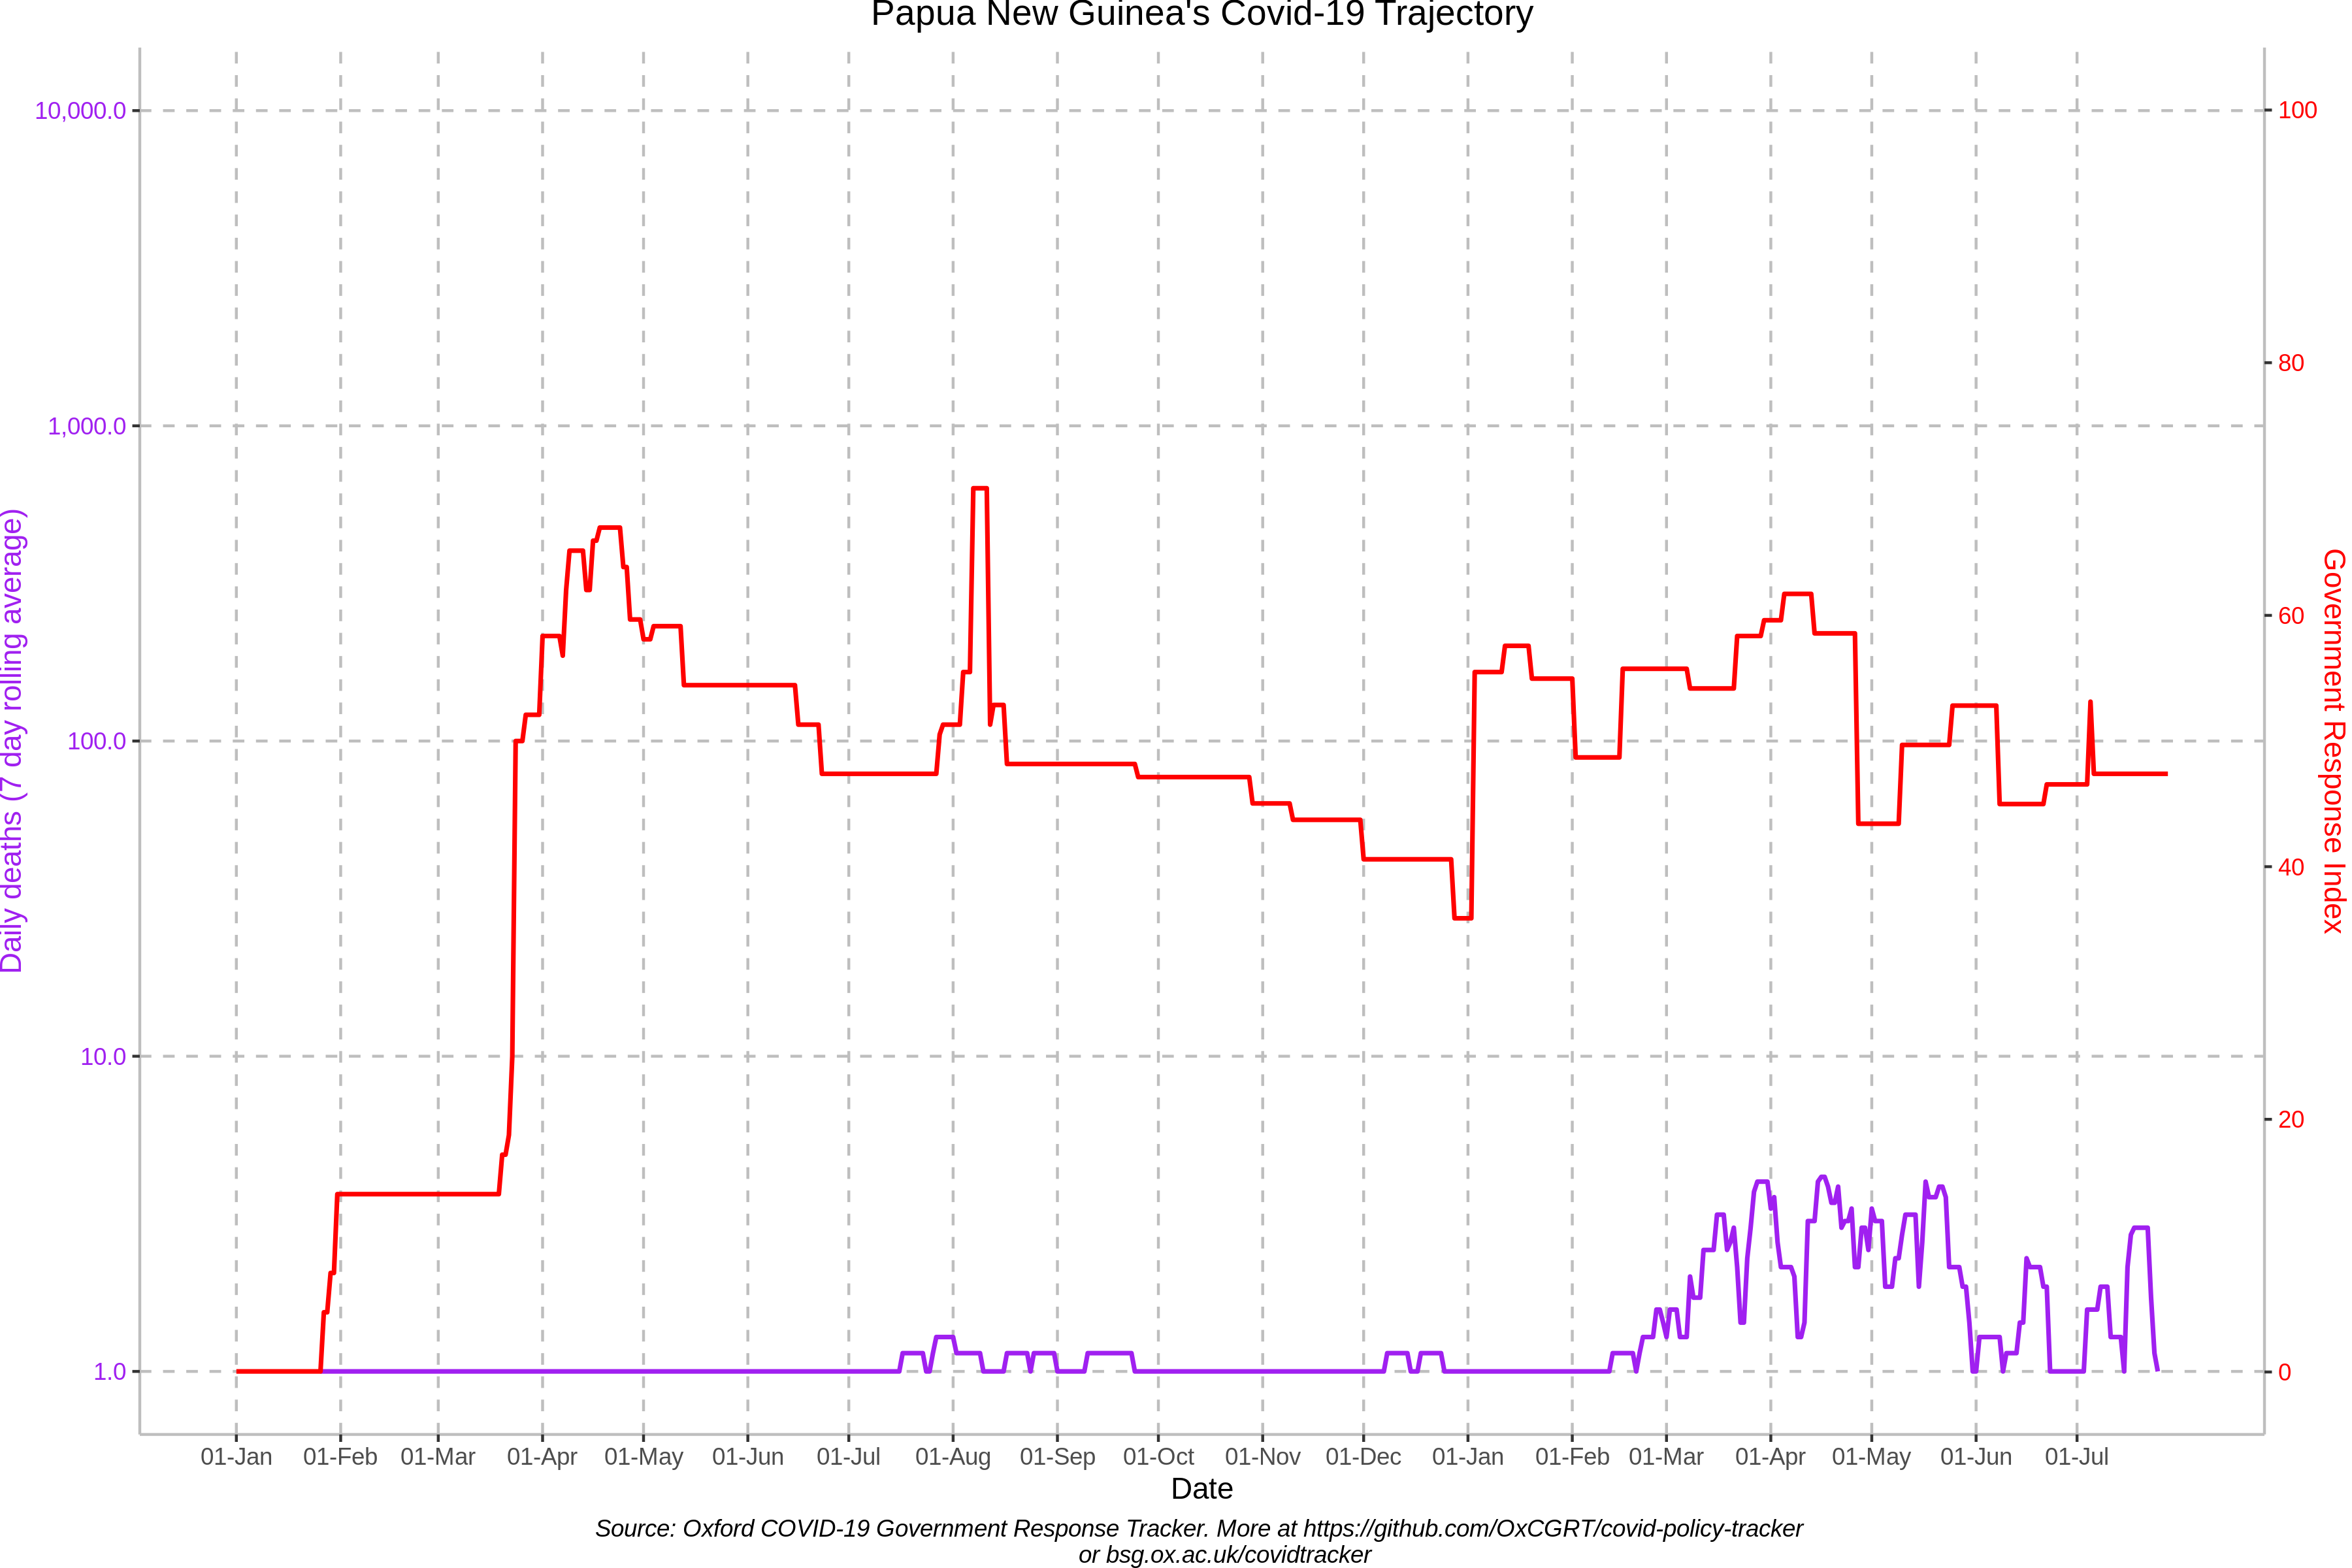 Papua New Guinea's Covid-19 Trajectory
10,000.0
1,000.0
100.0
10.0
1.0
Daily deaths (7 day rolling average)
100
80
60
40
20
0
Government Response Index
01-Jan 01-Feb 01-Mar 01-Apr 01-May 01-Jun 01-Jul 01-Aug 01-Sep 01-Oct 01-Nov 01-Dec 01-Jan 01-Feb 01-Mar 01-Apr 01-May 01-Jun 01-Jul
Date
Source: Oxford COVID-19 Government Response Tracker. More at https://github.com/OxCGRT/covid-policy-tracker
or bsg.ox.ac.uk/covidtracker